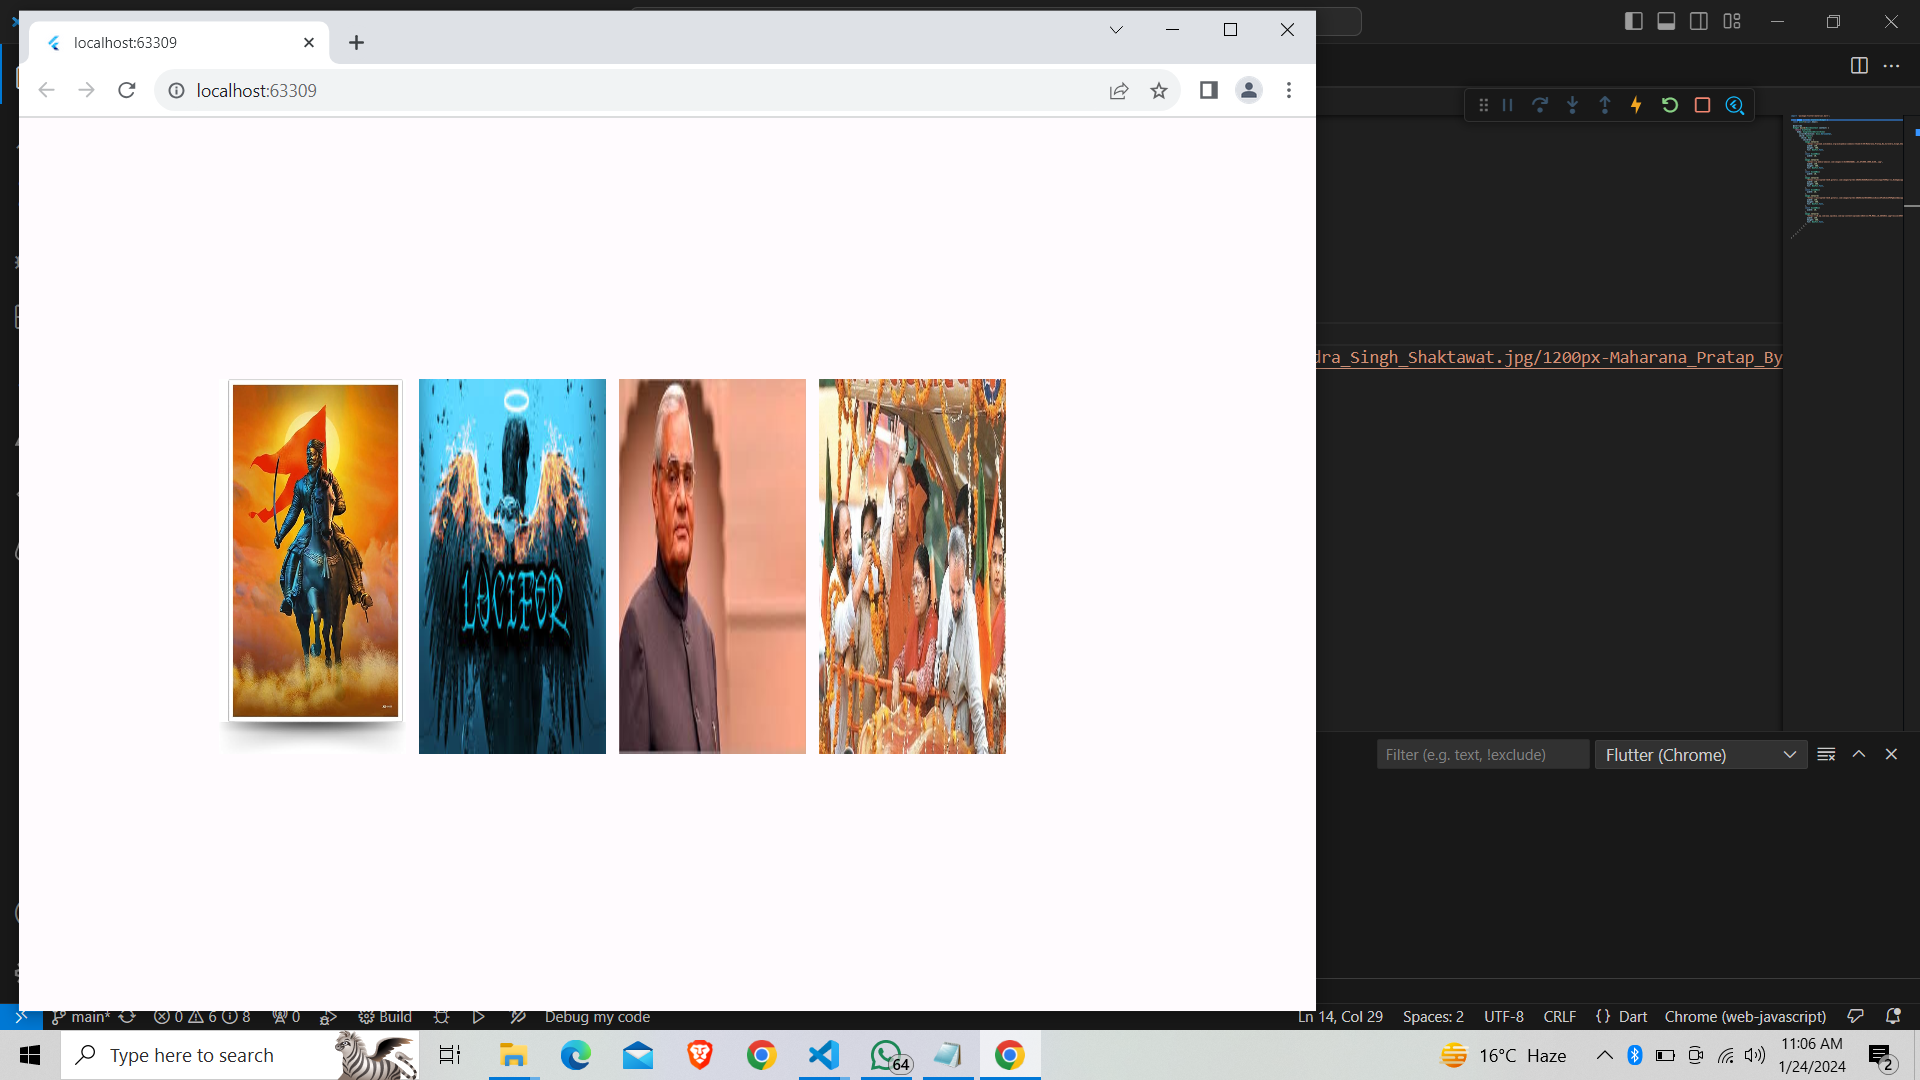 localhost:63309
localhost:63309
dra_Singh_Shaktawat.jpg/1200px-Maharana_Pratap_By
LUCIFER
Filter (e.g. text, !exclude)
Flutter (Chrome)
main*
0
6
8
0
Build
Debug my code
Ln 14, Col 29
Spaces: 2
UTF-8
CRLF
{ } Dart
Chrome (web-javascript)
Type here to search
64
16°C Haze
11:06 AM
1/24/2024
2